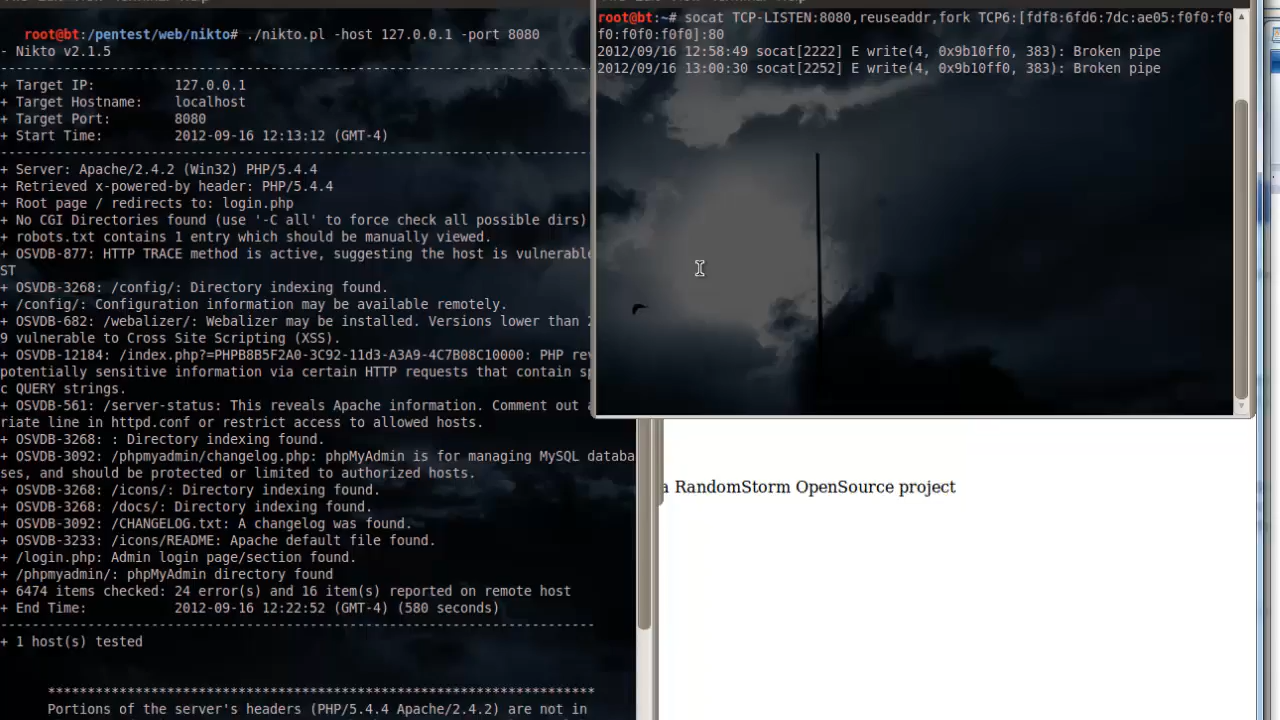 root@bt:/pentest/web/nikto# ./nikto.pl -host 127.0.0.1 -port 8080
- Nikto v2.1.5
---------------------------------------------------------------------------
+ Target IP:          127.0.0.1
+ Target Hostname:    localhost
+ Target Port:        8080
+ Start Time:         2012-09-16 12:13:12 (GMT-4)
---------------------------------------------------------------------------
+ Server: Apache/2.4.2 (Win32) PHP/5.4.4
+ Retrieved x-powered-by header: PHP/5.4.4
+ Root page / redirects to: login.php
+ No CGI Directories found (use '-C all' to force check all possible dirs)
+ robots.txt contains 1 entry which should be manually viewed.
+ OSVDB-877: HTTP TRACE method is active, suggesting the host is vulnerable
ST
+ OSVDB-3268: /config/: Directory indexing found.
+ /config/: Configuration information may be available remotely.
+ OSVDB-682: /webalizer/: Webalizer may be installed. Versions lower than
9 vulnerable to Cross Site Scripting (XSS).
+ OSVDB-12184: /index.php?=PHPB8B5F2A0-3C92-11d3-A3A9-4C7B08C10000: PHP rev
potentially sensitive information via certain HTTP requests that contain sp
c QUERY strings.
+ OSVDB-561: /server-status: This reveals Apache information. Comment out
riate line in httpd.conf or restrict access to allowed hosts.
+ OSVDB-3268: : Directory indexing found.
+ OSVDB-3092: /phpmyadmin/changelog.php: phpMyAdmin is for managing MySQL databa
ses, and should be protected or limited to authorized hosts.
+ OSVDB-3268: /icons/: Directory indexing found.
+ OSVDB-3268: /docs/: Directory indexing found.
+ OSVDB-3092: /CHANGELOG.txt: A changelog was found.
+ OSVDB-3233: /icons/README: Apache default file found.
+ /login.php: Admin login page/section found.
+ /phpmyadmin/: phpMyAdmin directory found
+ 6474 items checked: 24 error(s) and 16 item(s) reported on remote host
+ End Time:           2012-09-16 12:22:52 (GMT-4) (580 seconds)
---------------------------------------------------------------------------
+ 1 host(s) tested
*********************************************************************
Portions of the server's headers (PHP/5.4.4 Apache/2.4.2) are not in
root@bt:~# socat TCP-LISTEN:8080,reuseaddr,fork TCP6:[fdf8:6fd6:7dc:ae05:f0f0:f0
f0:f0f0:f0f0]:80
2012/09/16 12:58:49 socat[2222] E write(4, 0x9b10ff0, 383): Broken pipe
2012/09/16 13:00:30 socat[2252] E write(4, 0x9b10ff0, 383): Broken pipe
a RandomStorm OpenSource project